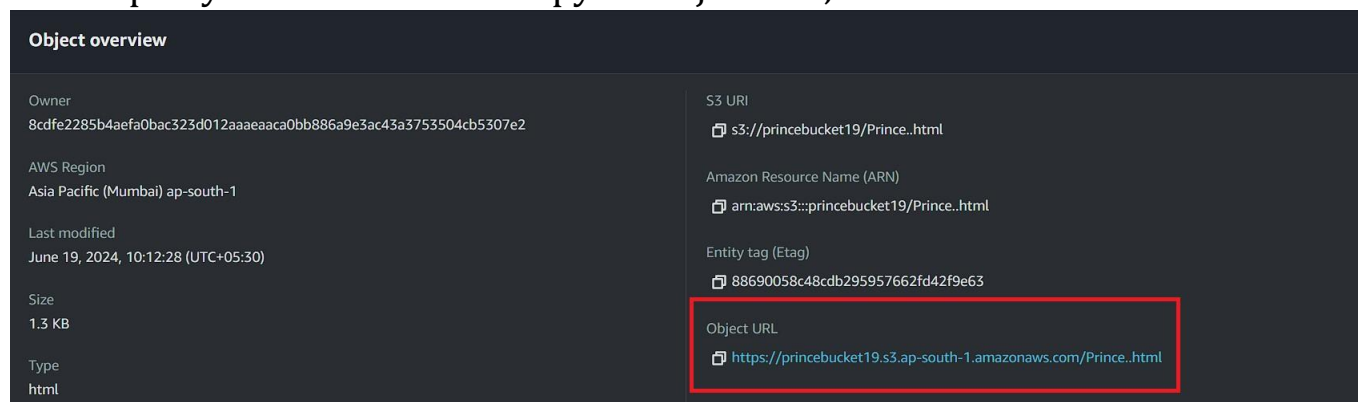 Object overview
Owner
8cdfe2285b4aefa0bac323d012aaaeaaca0bb886a9e3ac43a3753504cb5307e2
AWS Region
Asia Pacific (Mumbai) ap-south-1
Last modified
June 19, 2024, 10:12:28 (UTC+05:30)
Size
1.3 KB
Type
html
S3 URI
s3://princebucket19/Prince..html
Amazon Resource Name (ARN)
arn:aws:s3:::princebucket19/Prince..html
Entity tag (Etag)
88690058c48cdb295957662fd42f9e63
Object URL
https://princebucket19.s3.ap-south-1.amazonaws.com/Prince..html